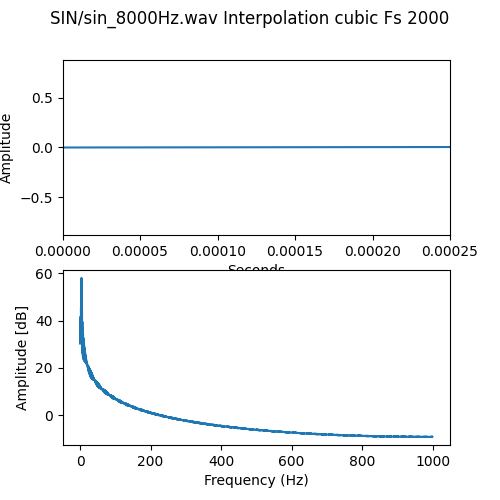 SIN/sin_8000Hz.wav Interpolation cubic Fs 2000
Amplitude
0.5
0.0
−0.5
0.00000 0.00005 0.00010 0.00015 0.00020 0.00025
Seconds
Amplitude [dB]
60
40
20
0
0 200 400 600 800 1000
Frequency (Hz)